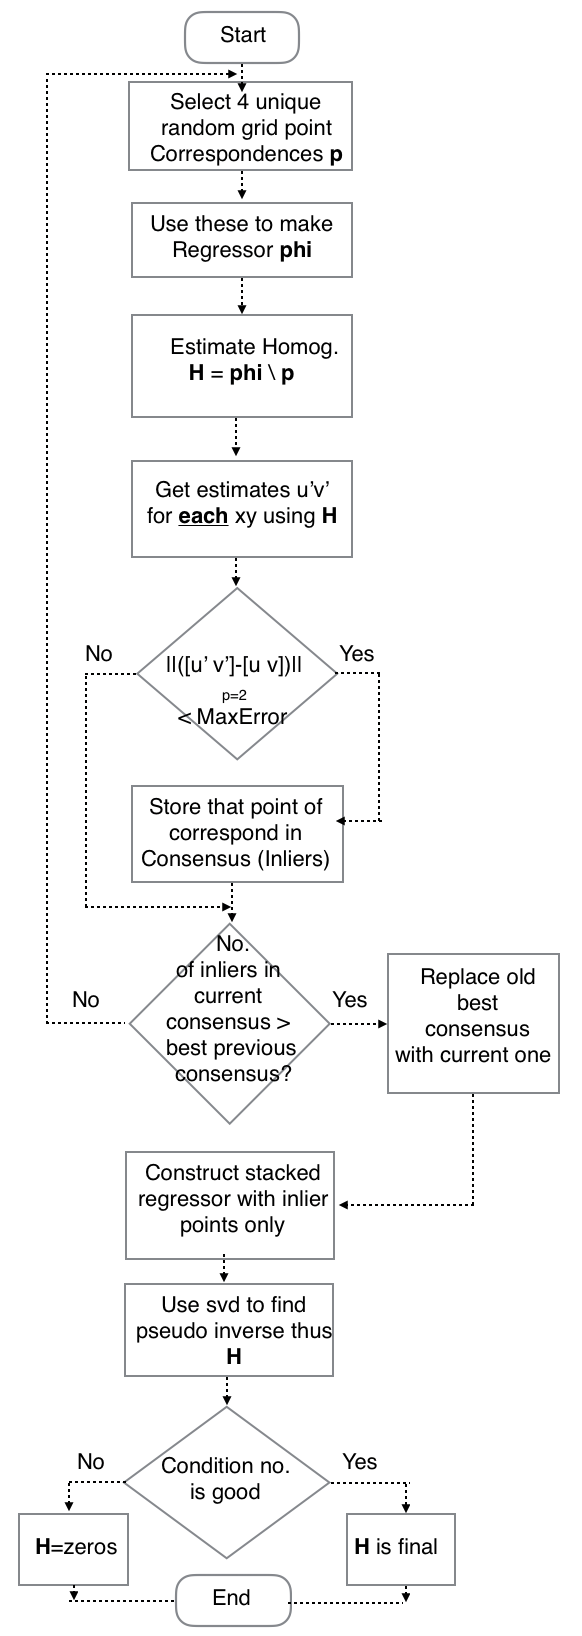 Start
Select 4 unique
random grid point
Correspondences p
Use these to make
Regressor phi
Estimate Homog.
H = phi \ p
Get estimates u’v’
for each xy using H
No
Yes
||([u’ v’]-[u v])||
p=2
< MaxError
Store that point of
correspond in
Consensus (Inliers)
No.
of inliers in
current
consensus >
best previous
consensus?
No
Yes
Replace old
best
consensus
with current one
Construct stacked
regressor with inlier
points only
Use svd to find
pseudo inverse thus
H
No
Yes
Condition no.
is good
H=zeros
H is final
End